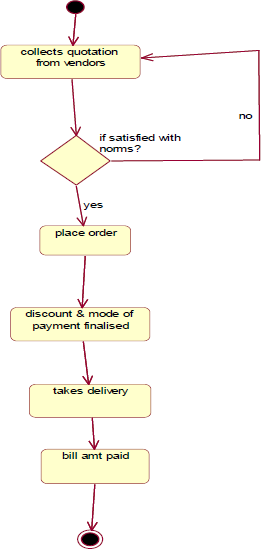 collects quotation
from vendors
no
if satisfied with
norms?
yes
place order
discount & mode of
payment finalised
takes delivery
bill amt paid